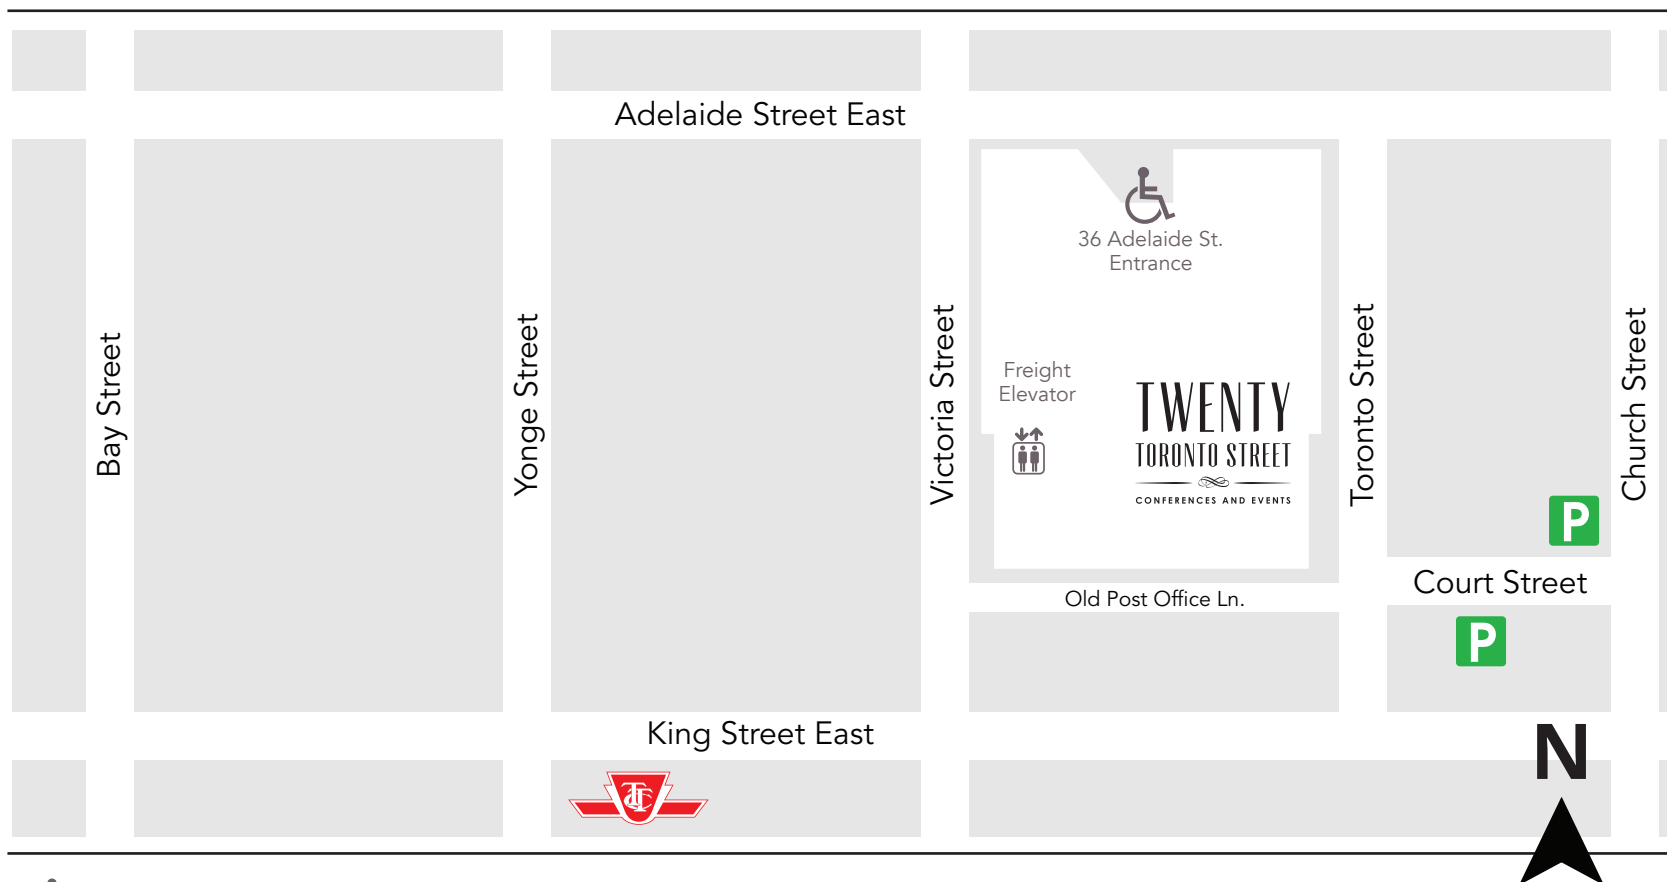 Adelaide Street East
36 Adelaide St.
Entrance
Bay Street
Yonge Street
Victoria Street
Freight
Elevator
TWENTY
TORONTO STREET
CONFERENCES AND EVENTS
Toronto Street
Church Street
P
Court Street
Old Post Office Ln.
P
King Street East
TTC
N